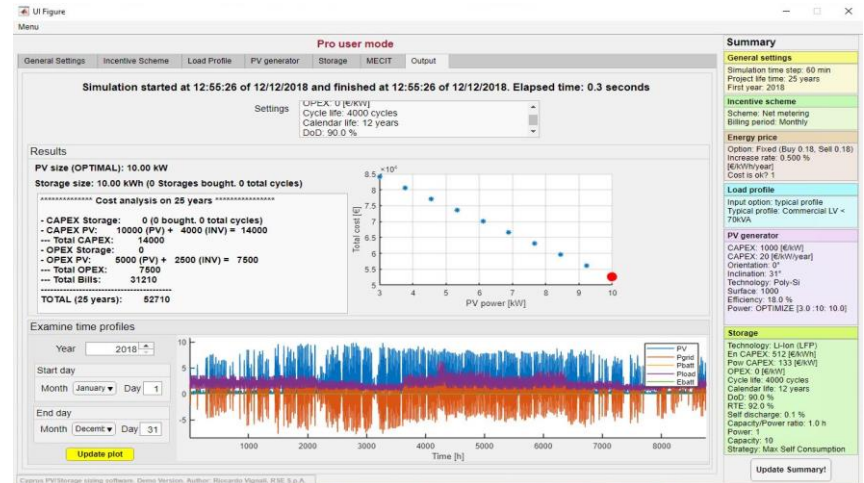 UI Figure
Menu
Pro user mode
General Settings
Incentive Scheme
Load Profile
PV generator
Storage
MECIT
Output
Simulation started at 12:55:26 of 12/12/2018 and finished at 12:55:26 of 12/12/2018. Elapsed time: 0.3 seconds
Settings
OPEX: 0 [€/kW]
Cycle life: 4000 cycles
Calendar life: 12 years
DoD: 90.0 %
Results
PV size (OPTIMAL): 10.00 kW
Storage size: 10.00 kWh (0 Storages bought. 0 total cycles)
************** Cost analysis on 25 years ****************
- CAPEX Storage: 0 (0 bought. 0 total cycles)
- CAPEX PV: 10000 (PV) + 4000 (INV) = 14000
--- Total CAPEX: 14000
- OPEX Storage: 0
- OPEX PV: 5000 (PV) + 2500 (INV) = 7500
--- Total OPEX: 7500
--- Total Bills: 31210
TOTAL (25 years): 52710
×10⁴
8.5
8
7.5
7
6.5
6
5.5
5
Total cost [€]
3 4 5 6 7 8 9 10
PV power [kW]
Examine time profiles
Year 2018
Start day
Month January Day 1
End day
Month Decemb Day 31
Update plot
10
5
0
-5
1000 2000 3000 4000 5000 6000 7000 8000
Time [h]
PV
Pgrid
Pbatt
Pload
Ebatt
Summary
General settings
Simulation time step: 60 min
Project life time: 25 years
First year: 2018
Incentive scheme
Scheme: Net metering
Billing period: Monthly
Energy price
Option: Fixed (Buy 0.18, Sell 0.18)
Increase rate: 0.500 %
[€/kWh/year]
Cost is ok? 1
Load profile
Input option: typical profile
Typical profile: Commercial LV <
70kVA
PV generator
CAPEX: 1000 [€/kW]
CAPEX: 20 [€/kW/year]
Orientation: 0°
Inclination: 31°
Technology: Poly-Si
Surface: 1000
Efficiency: 18.0 %
Power: OPTIMIZE [3.0 :10: 10.0]
Storage
Technology: Li-Ion (LFP)
En CAPEX: 512 [€/kWh]
Pow CAPEX: 133 [€/kW]
OPEX: 0 [€/kW]
Cycle life: 4000 cycles
Calendar life: 12 years
DoD: 90.0 %
RTE: 92.0 %
Self discharge: 0.1 %
Capacity/Power ratio: 1.0 h
Power: 1
Capacity: 10
Strategy: Max Self Consumption
Update Summary!
Cyprus PV/Storage sizing software. Demo Version. Author: Riccardo Vignali, RSE S.p.A.